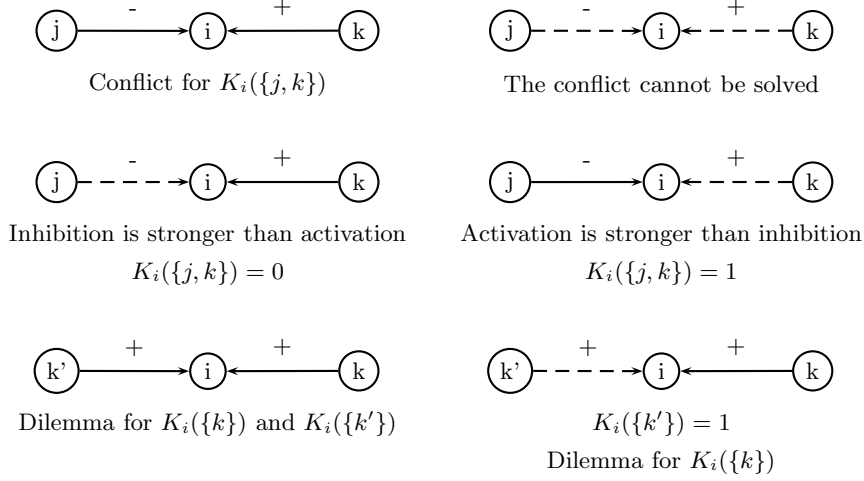 - + - +
j i k j i k
Conflict for K_i({j, k}) The conflict cannot be solved
- + - +
j i k j i k
Inhibition is stronger than activation Activation is stronger than inhibition
K_i({j, k}) = 0 K_i({j, k}) = 1
+ + + +
k' i k k' i k
Dilemma for K_i({k}) and K_i({k′}) K_i({k′}) = 1
Dilemma for K_i({k})